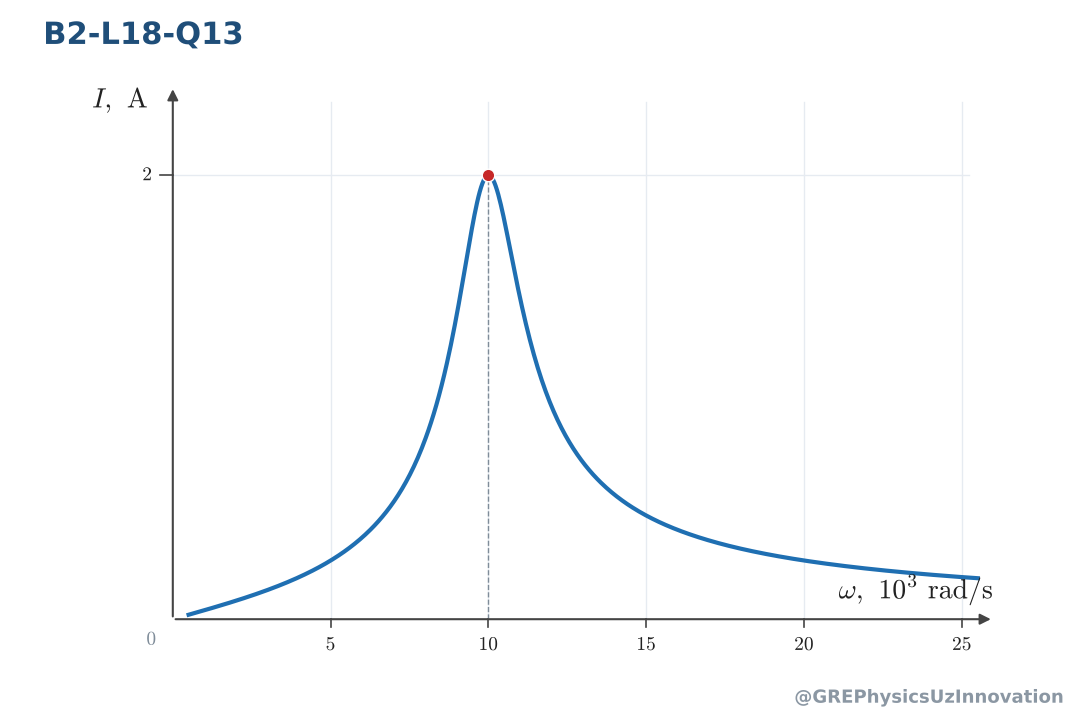 B2-L18-Q13
I, A
2
0
5 10 15 20 25
ω, 10³ rad/s
@GREPhysicsUzInnovation